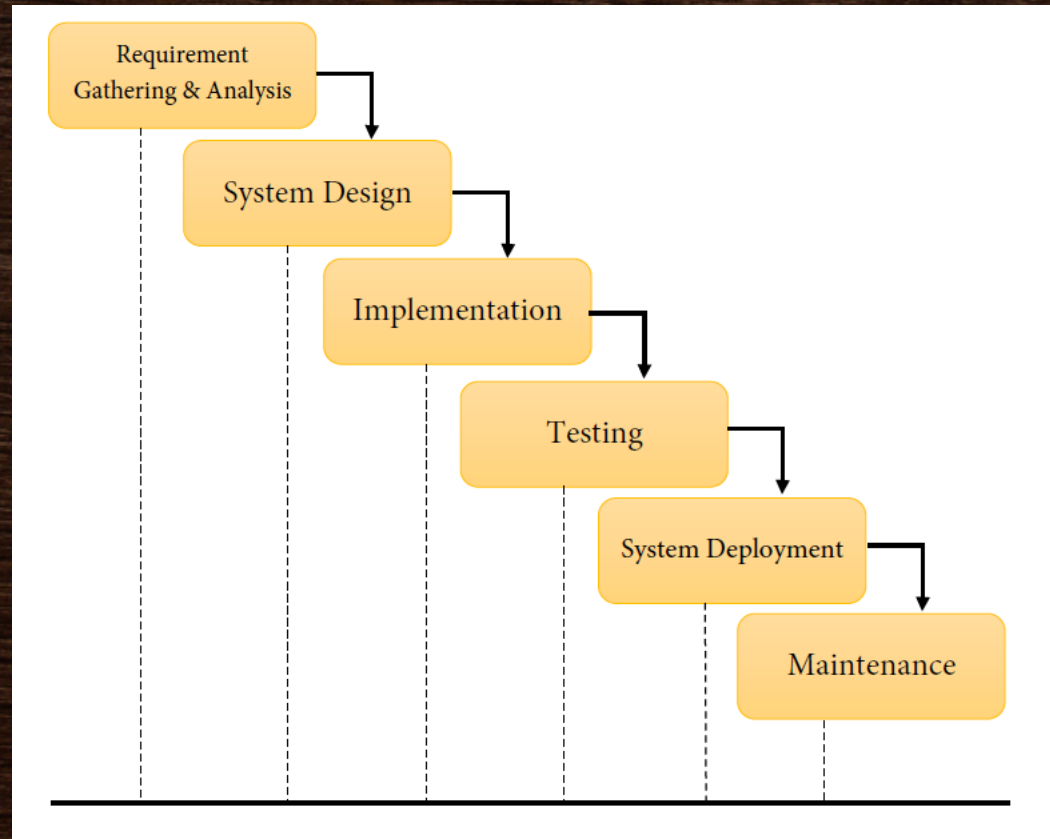 Requirement
Gathering & Analysis
System Design
Implementation
Testing
System Deployment
Maintenance